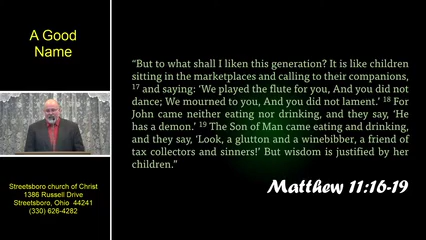 A Good
Name
Streetsboro church of Christ
1386 Russell Drive
Streetsboro, Ohio  44241
(330) 626-4282
“But to what shall I liken this generation? It is like children
sitting in the marketplaces and calling to their companions,
17 and saying: ‘We played the flute for you, And you did not
dance; We mourned to you, And you did not lament.’ 18 For
John came neither eating nor drinking, and they say, ‘He
has a demon.’ 19 The Son of Man came eating and drinking,
and they say, ‘Look, a glutton and a winebibber, a friend of
tax collectors and sinners!’ But wisdom is justified by her
children.”
Matthew 11:16-19